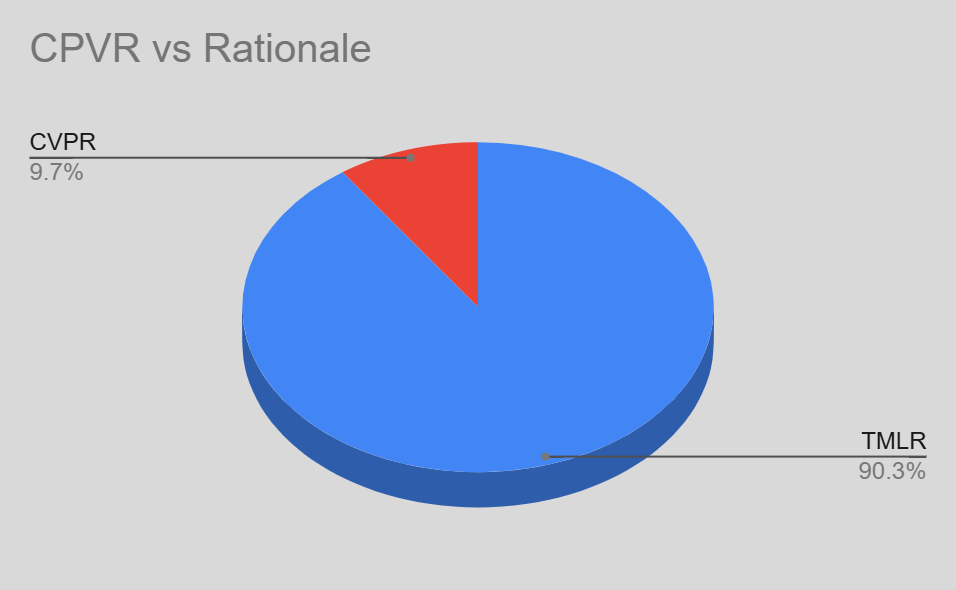 CPVR vs Rationale
CVPR
9.7%
TMLR
90.3%